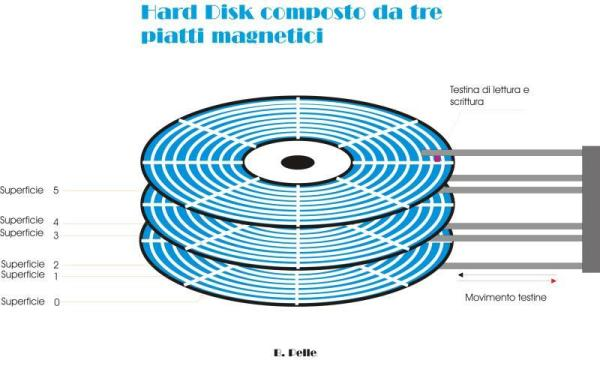 Hard Disk composto da tre
piatti magnetici
Testina di lettura e
scrittura
Superficie 5
Superficie 4
Superficie 3
Superficie 2
Superficie 1
Superficie 0
Movimento testine
B. Pelle